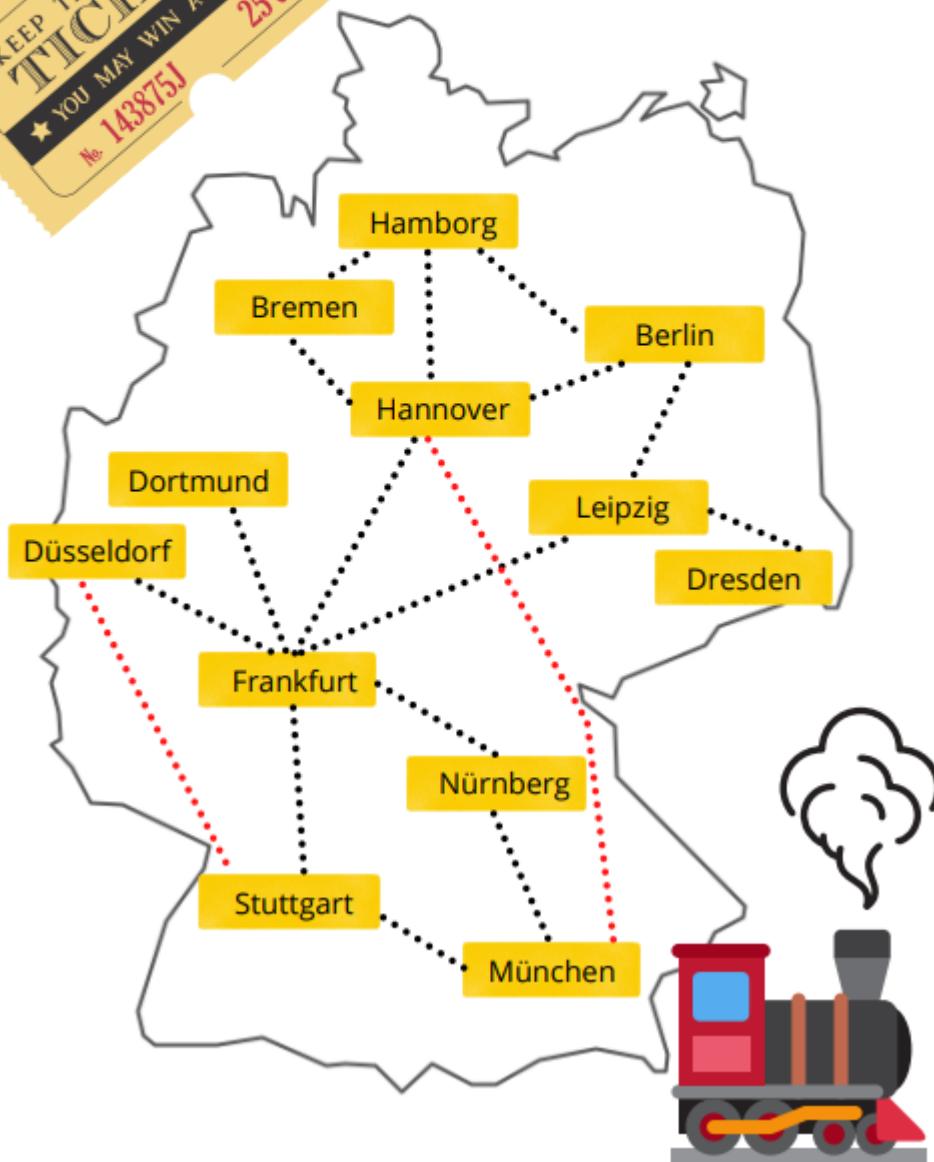 KEEP
TIC
YOU MAY WIN A
No. 143875J
25
Hamborg
Bremen
Berlin
Hannover
Dortmund
Leipzig
Düsseldorf
Dresden
Frankfurt
Nürnberg
Stuttgart
München